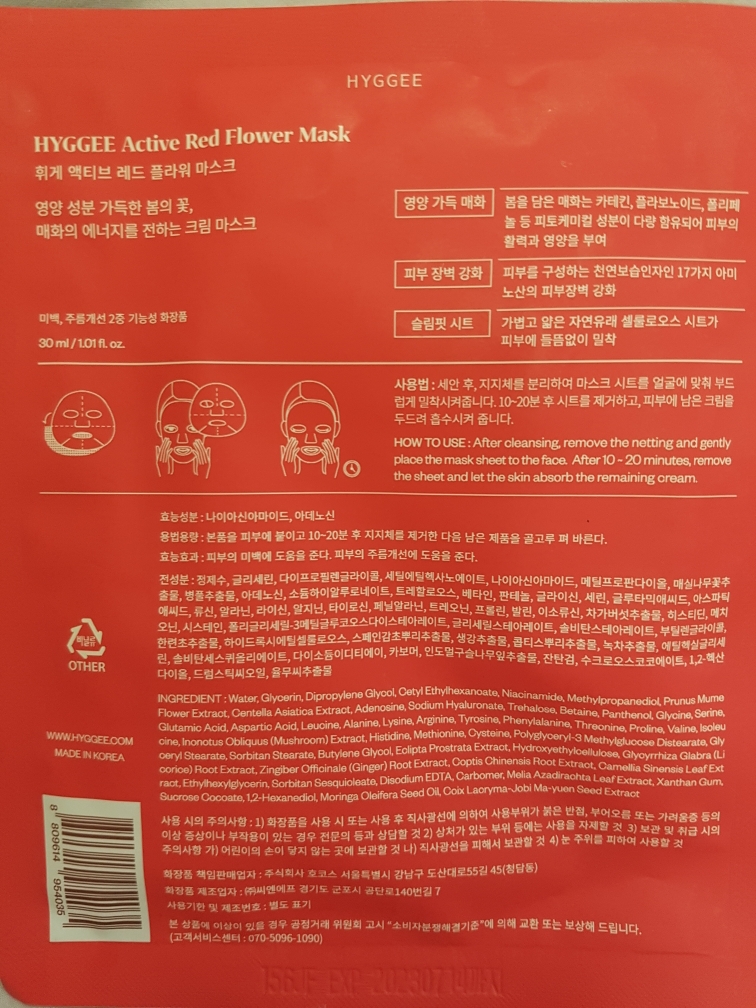 HYGGEE
HYGGEE Active Red Flower Mask
휘게 액티브 레드 플라워 마스크
영양 성분 가득한 봄의 꽃,
매화의 에너지를 전하는 크림 마스크
영양 가득 매화
봄을 담은 매화는 카테킨, 플라보노이드, 폴리페
놀 등 피토케미컬 성분이 다량 함유되어 피부의
활력과 영양을 부여
피부 장벽 강화
피부를 구성하는 천연보습인자인 17가지 아미
노산의 피부장벽 강화
슬림핏 시트
가볍고 얇은 자연유래 셀룰로오스 시트가
피부에 들뜸없이 밀착
미백, 주름개선 2중 기능성 화장품
30 ml / 1.01 fl. oz.
사용법 : 세안 후, 지지체를 분리하여 마스크 시트를 얼굴에 맞춰 부드
럽게 밀착시켜줍니다. 10~20분 후 시트를 제거하고, 피부에 남은 크림을
두드려 흡수시켜 줍니다.
HOW TO USE : After cleansing, remove the netting and gently
place the mask sheet to the face. After 10 - 20 minutes, remove
the sheet and let the skin absorb the remaining cream.
효능성분 : 나이아신아마이드, 아데노신
용법용량 : 본품을 피부에 붙이고 10~20분 후 지지체를 제거한 다음 남은 제품을 골고루 펴 바른다.
효능효과 : 피부의 미백에 도움을 준다. 피부의 주름개선에 도움을 준다.
전성분 : 정제수, 글리세린, 다이프로필렌글라이콜, 세틸에틸헥사노에이트, 나이아신아마이드, 메틸프로판다이올, 매실나무꽃추
출물, 병풀추출물, 아데노신, 소듐하이알루로네이트, 트레할로오스, 베타인, 판테놀, 글라이신, 세린, 글루타믹애씨드, 아스파틱
애씨드, 류신, 알라닌, 라이신, 알지닌, 타이로신, 페닐알라닌, 트레오닌, 프롤린, 발린, 이소류신, 차가버섯추출물, 히스티딘, 메치
오닌, 시스테인, 폴리글리세릴-3메틸글루코오스다이스테아레이트, 글리세릴스테아레이트, 솔비탄스테아레이트, 부틸렌글라이콜,
한련초추출물, 하이드록시에틸셀룰로오스, 스페인감초뿌리추출물, 생강추출물, 콥티스뿌리추출물, 녹차추출물, 에틸헥실글리세
린, 솔비탄세스퀴올리에이트, 다이소듐이디티에이, 카보머, 인도멀구슬나무잎추출물, 잔탄검, 수크로오스코코에이트, 1,2-헥산
다이올, 드럼스틱씨오일, 율무씨추출물
INGREDIENT : Water, Glycerin, Dipropylene Glycol, Cetyl Ethylhexanoate, Niacinamide, Methylpropanediol, Prunus Mume
Flower Extract, Centella Asiatica Extract, Adenosine, Sodium Hyaluronate, Trehalose, Betaine, Panthenol, Glycine, Serine,
Glutamic Acid, Aspartic Acid, Leucine, Alanine, Lysine, Arginine, Tyrosine, Phenylalanine, Threonine, Proline, Valine, Isoleu
cine, Inonotus Obliquus (Mushroom) Extract, Histidine, Methionine, Cysteine, Polyglyceryl-3 Methylglucose Distearate, Gly
ceryl Stearate, Sorbitan Stearate, Butylene Glycol, Eclipta Prostrata Extract, Hydroxyethylcellulose, Glycyrrhiza Glabra (Li
corice) Root Extract, Zingiber Officinale (Ginger) Root Extract, Coptis Chinensis Root Extract, Camellia Sinensis Leaf Ext
ract, Ethylhexylglycerin, Sorbitan Sesquioleate, Disodium EDTA, Carbomer, Melia Azadirachta Leaf Extract, Xanthan Gum,
Sucrose Cocoate, 1,2-Hexanediol, Moringa Oleifera Seed Oil, Coix Lacryma-Jobi Ma-yuen Seed Extract
비닐류
OTHER
WWW.HYGGEE.COM
MADE IN KOREA
8 809614 954035
사용 시의 주의사항 : 1) 화장품을 사용 시 또는 사용 후 직사광선에 의하여 사용부위가 붉은 반점, 부어오름 또는 가려움증 등의
이상 증상이나 부작용이 있는 경우 전문의 등과 상담할 것 2) 상처가 있는 부위 등에는 사용을 자제할 것 3) 보관 및 취급 시의
주의사항 가) 어린이의 손이 닿지 않는 곳에 보관할 것 나) 직사광선을 피해서 보관할 것 4) 눈 주위를 피하여 사용할 것
화장품 책임판매업자 : 주식회사 호코스 서울특별시 강남구 도산대로55길 45(청담동)
화장품 제조업자 : ㈜씨엔에프 경기도 군포시 공단로140번길 7
사용기한 및 제조번호 : 별도 표기
본 상품에 이상이 있을 경우 공정거래 위원회 고시 "소비자분쟁해결기준"에 의해 교환 또는 보상해 드립니다.
(고객서비스센터 : 070-5096-1090)
EXP